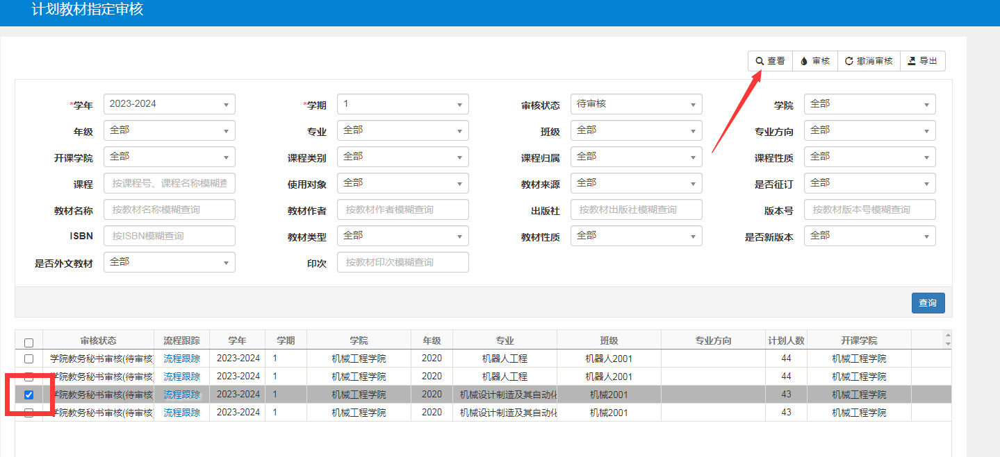 计划教材指定审核
查看 审核 撤消审核 导出
*学年 2023-2024 *学期 1 审核状态 待审核 学院 全部
年级 全部 专业 全部 班级 全部 专业方向 全部
开课学院 全部 课程类别 全部 课程归属 全部 课程性质 全部
课程 按课程号、课程名称模糊查 使用对象 全部 教材来源 全部 是否征订 全部
教材名称 按教材名称模糊查询 教材作者 按教材作者模糊查询 出版社 按教材出版社模糊查询 版本号 按教材版本号模糊查询
ISBN 按ISBN模糊查询 教材类型 全部 教材性质 全部 是否新版本 全部
是否外文教材 全部 印次 按教材印次模糊查询
查询
审核状态 流程跟踪 学年 学期 学院 年级 专业 班级 专业方向 计划人数 开课学院
学院教务秘书审核(待审核 流程跟踪 2023-2024 1 机械工程学院 2020 机器人工程 机器人2001 44 机械工程学院
学院教务秘书审核(待审核 流程跟踪 2023-2024 1 机械工程学院 2020 机器人工程 机器人2001 44 机械工程学院
学院教务秘书审核(待审核 流程跟踪 2023-2024 1 机械工程学院 2020 机械设计制造及其自动化 机械2001 43 机械工程学院
学院教务秘书审核(待审核 流程跟踪 2023-2024 1 机械工程学院 2020 机械设计制造及其自动化 机械2001 43 机械工程学院